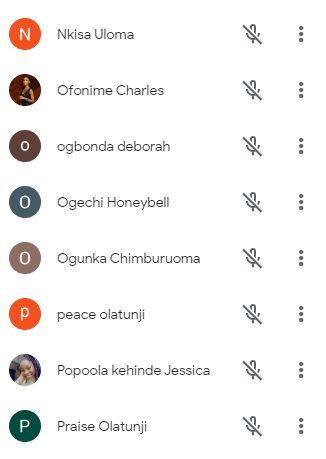 N Nkisa Uloma
Ofonime Charles
o ogbonda deborah
O Ogechi Honeybell
O Ogunka Chimburuoma
p peace olatunji
Popoola kehinde Jessica
P Praise Olatunji